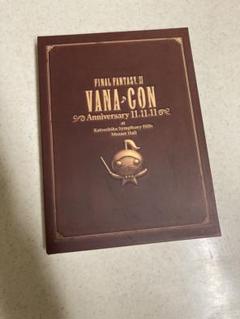 FINAL FANTASY XI
VANA♪CON
Anniversary 11.11.11
at
Katsushika Symphony Hills
Mozart Hall